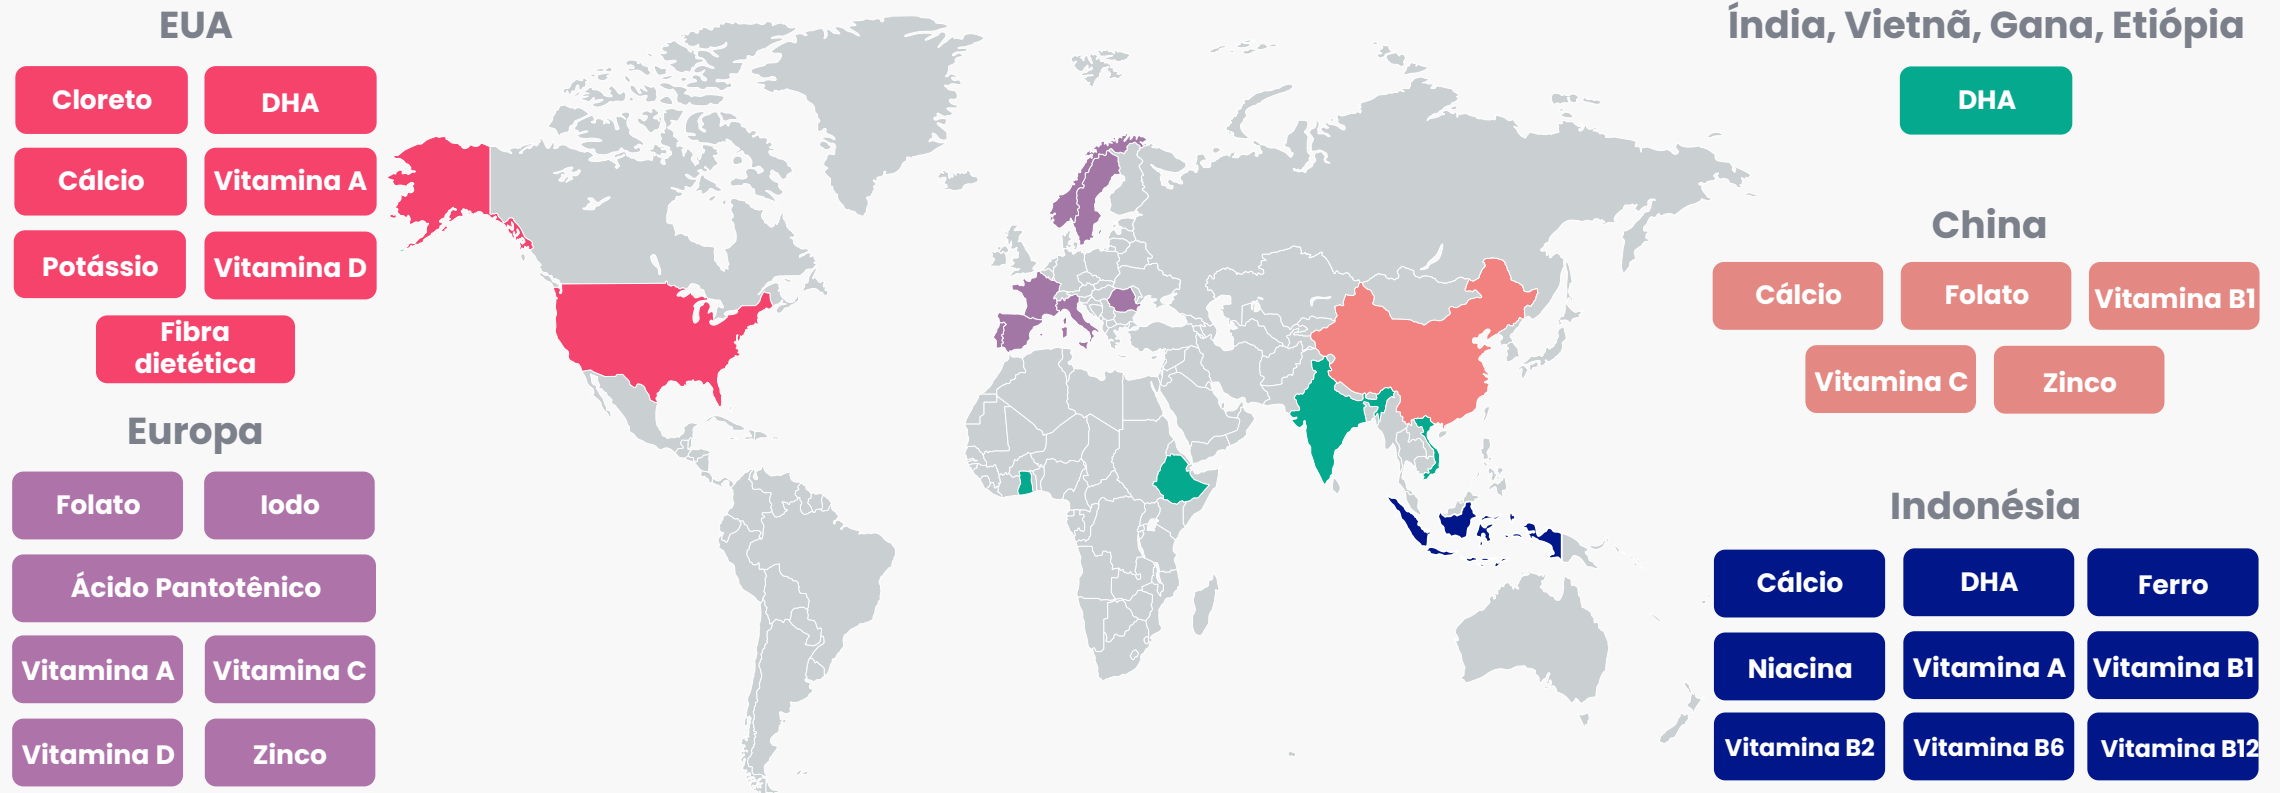 EUA
Cloreto
DHA
Cálcio
Vitamina A
Potássio
Vitamina D
Fibra
dietética
Europa
Folato
Iodo
Ácido Pantotênico
Vitamina A
Vitamina C
Vitamina D
Zinco
Índia, Vietnã, Gana, Etiópia
DHA
China
Cálcio
Folato
Vitamina B1
Vitamina C
Zinco
Indonésia
Cálcio
DHA
Ferro
Niacina
Vitamina A
Vitamina B1
Vitamina B2
Vitamina B6
Vitamina B12